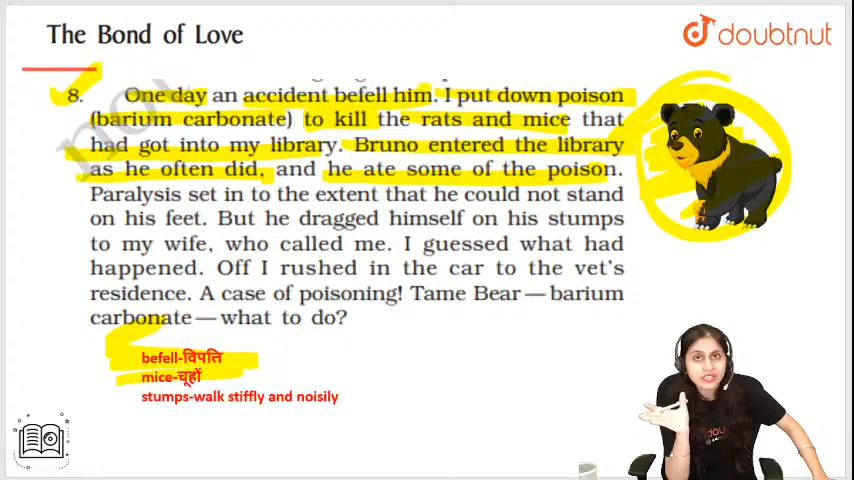 The Bond of Love
doubtnut
8. One day an accident befell him. I put down poison
(barium carbonate) to kill the rats and mice that
had got into my library. Bruno entered the library
as he often did, and he ate some of the poison.
Paralysis set in to the extent that he could not stand
on his feet. But he dragged himself on his stumps
to my wife, who called me. I guessed what had
happened. Off I rushed in the car to the vet's
residence. A case of poisoning! Tame Bear — barium
carbonate — what to do?
befell-विपत्ति
mice-चूहों
stumps-walk stiffly and noisily